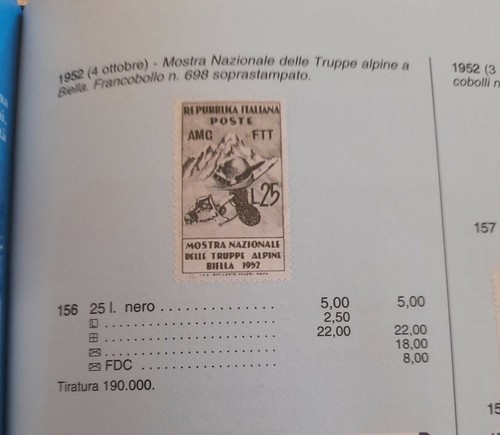 1952 (4 ottobre) - Mostra Nazionale delle Truppe alpine a
Biella. Francobollo n. 698 soprastampato.
REPUBBLICA ITALIANA
POSTE
AMG FTT
L.25
MOSTRA NAZIONALE
DELLE TRUPPE ALPINE
BIELLA 1952
156 25 l. nero . . . . . . . . . . . . . . 5,00 5,00
L . . . . . . . . . . . . . . . . . . . . 2,50
. . . . . . . . . . . . . . . . . . . . 22,00 22,00
. . . . . . . . . . . . . . . . . . . . 18,00
FDC . . . . . . . . . . . . . . . . 8,00
Tiratura 190.000.
1952 (3
cobolli n
157
15